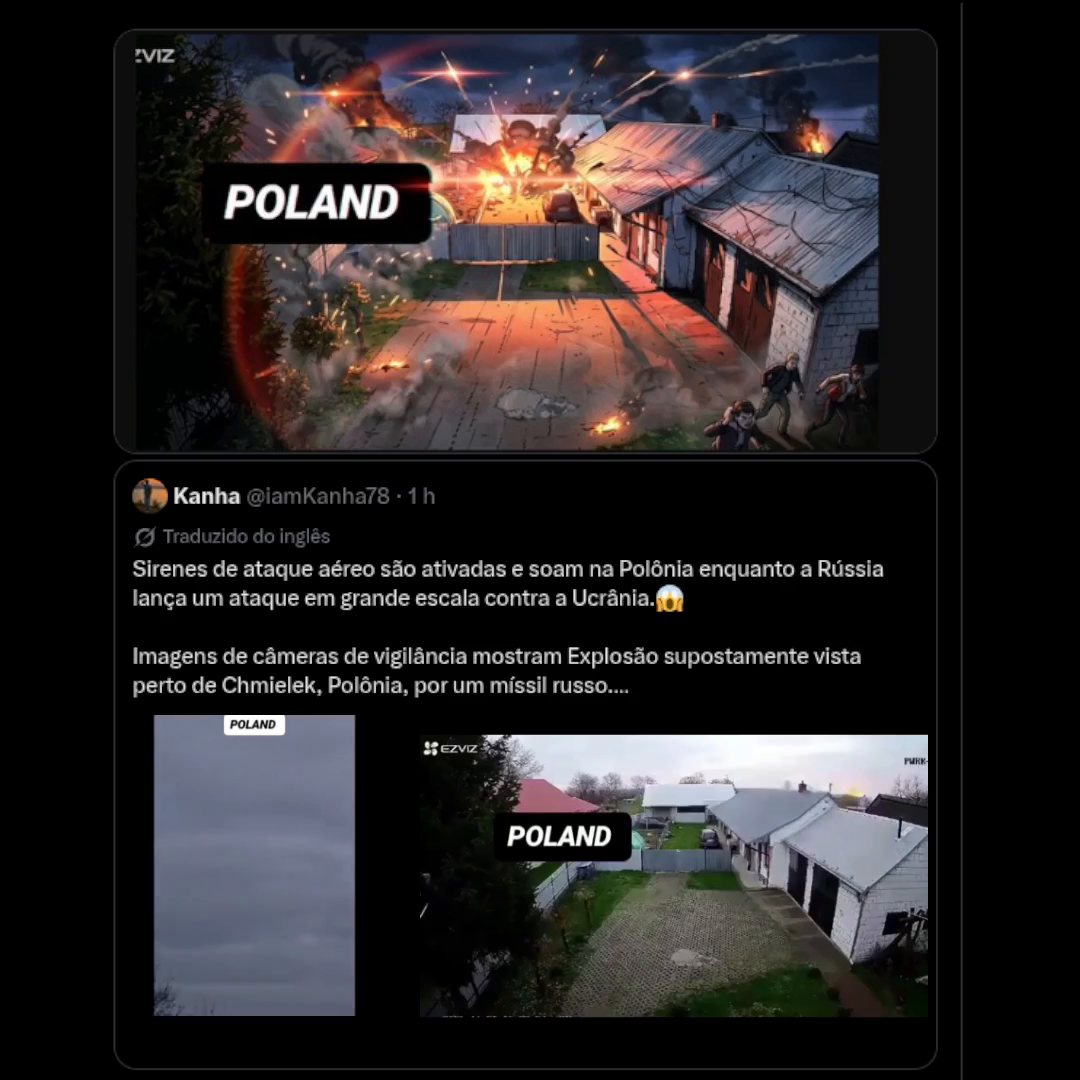 ZVIZ
POLAND
Kanha @iamKanha78 · 1 h
Traduzido do inglês
Sirenes de ataque aéreo são ativadas e soam na Polônia enquanto a Rússia
lança um ataque em grande escala contra a Ucrânia.😱
Imagens de câmeras de vigilância mostram Explosão supostamente vista
perto de Chmielek, Polônia, por um míssil russo....
POLAND
EZVIZ
POLAND